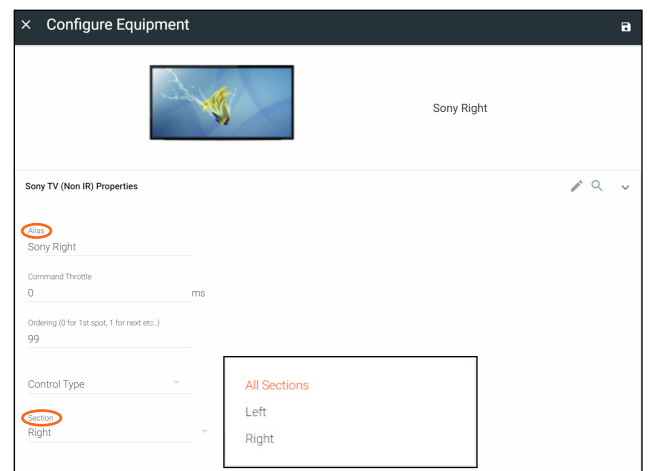 × Configure Equipment
Sony Right
Sony TV (Non IR) Properties
Alias
Sony Right
Command Throttle
0 ms
Ordering (0 for 1st spot, 1 for next etc..)
99
Control Type
Section
Right
All Sections
Left
Right